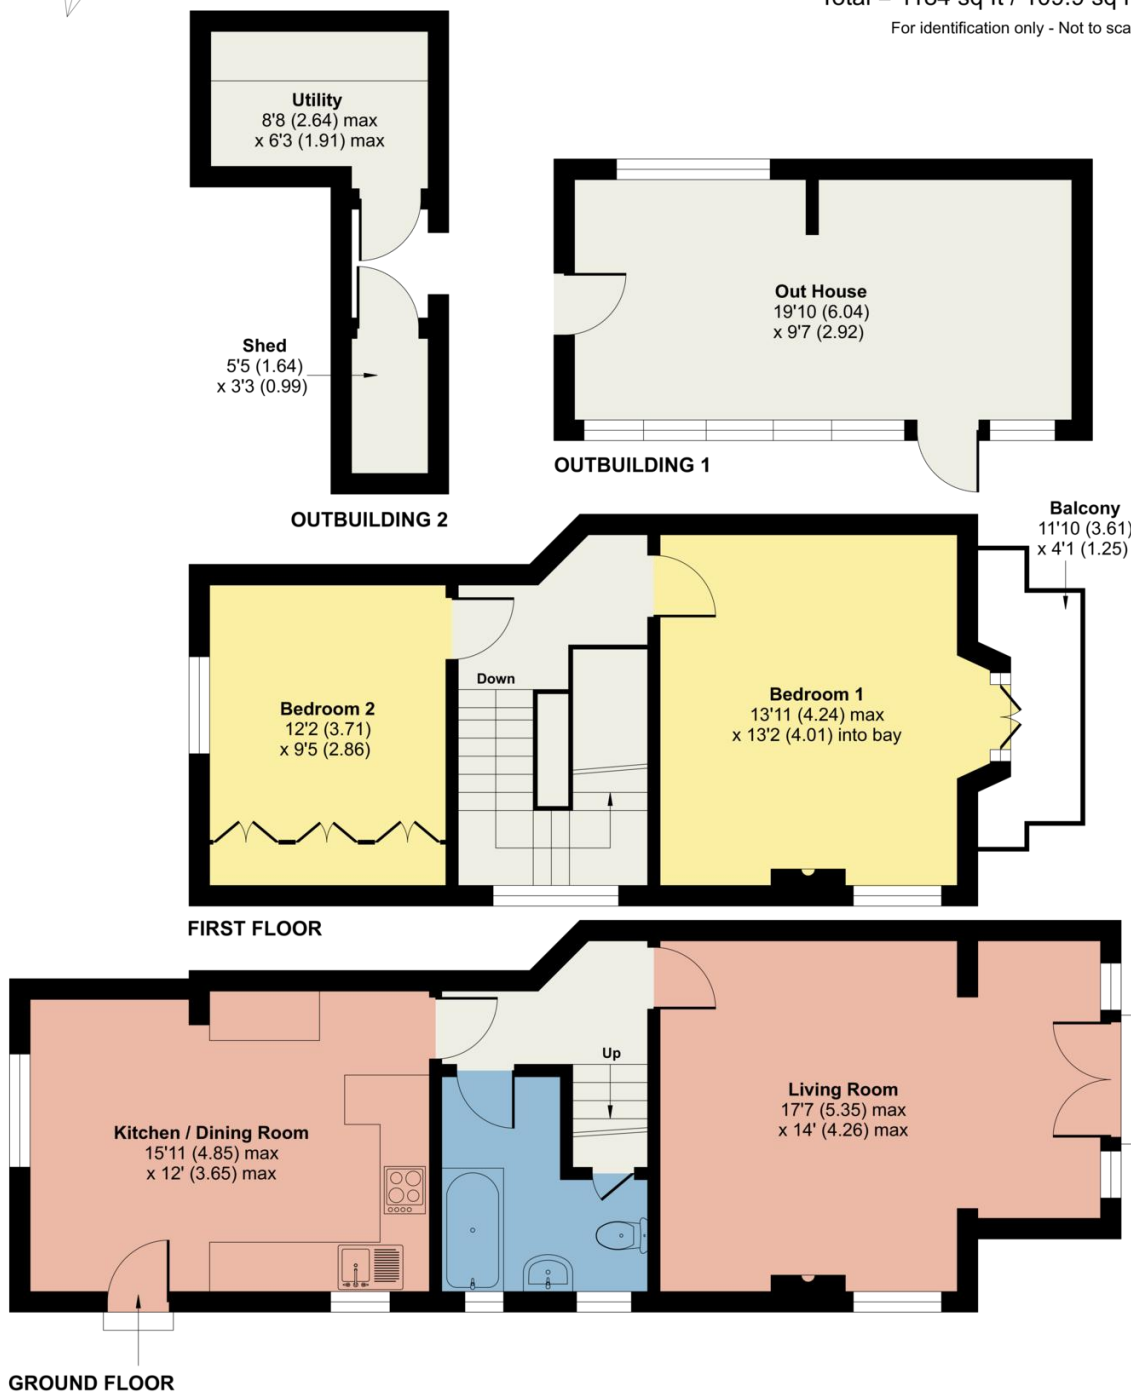 For identification only - Not to sca
Utility
8'8 (2.64) max
x 6'3 (1.91) max
Out House
19'10 (6.04)
x 9'7 (2.92)
Shed
5'5 (1.64)
x 3'3 (0.99)
OUTBUILDING 1
OUTBUILDING 2
Balcony
11'10 (3.61)
x 4'1 (1.25)
Down
Bedroom 2
12'2 (3.71)
x 9'5 (2.86)
Bedroom 1
13'11 (4.24) max
x 13'2 (4.01) into bay
FIRST FLOOR
Up
Living Room
17'7 (5.35) max
x 14' (4.26) max
Kitchen / Dining Room
15'11 (4.85) max
x 12' (3.65) max
GROUND FLOOR